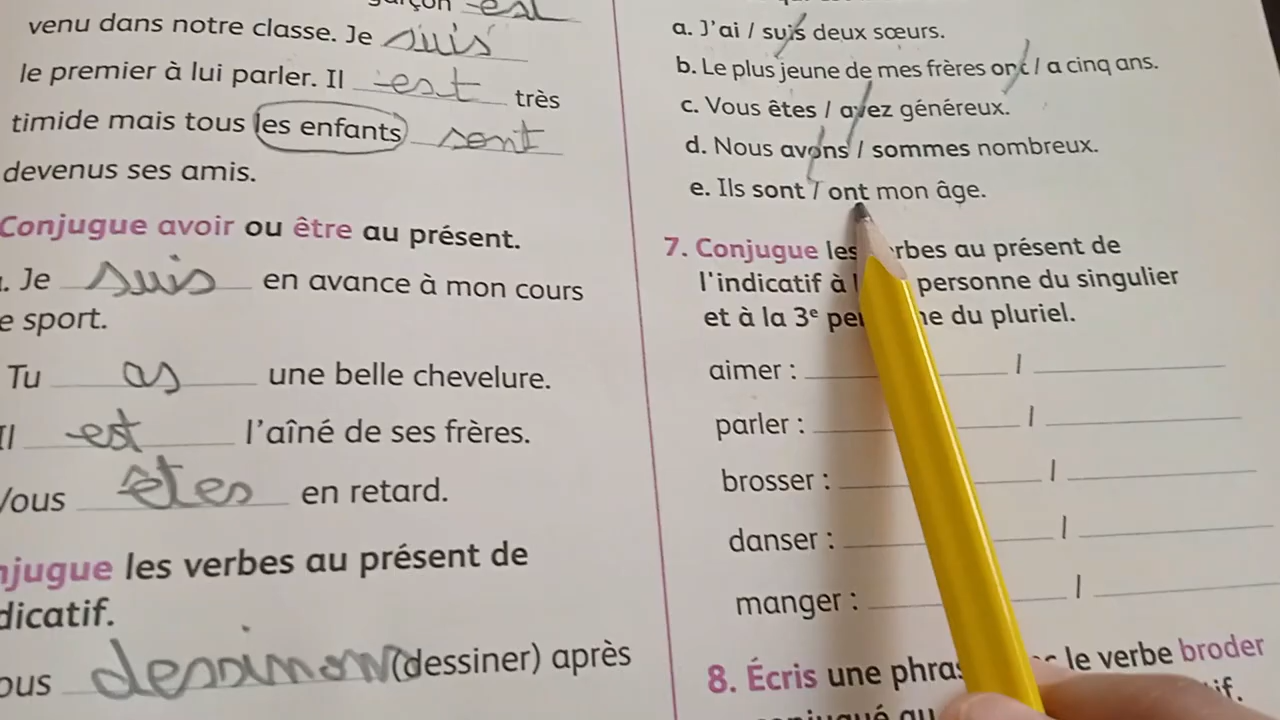 garçon est
venu dans notre classe. Je suis
le premier à lui parler. Il est très
timide mais tous les enfants sont
devenus ses amis.
Conjugue avoir ou être au présent.
. Je suis en avance à mon cours
e sport.
Tu as une belle chevelure.
Il est l'aîné de ses frères.
Vous êtes en retard.
njugue les verbes au présent de
dicatif.
ous dessinons (dessiner) après
a. J'ai / suis deux sœurs.
b. Le plus jeune de mes frères ont / a cinq ans.
c. Vous êtes / avez généreux.
d. Nous avons / sommes nombreux.
e. Ils sont / ont mon âge.
7. Conjugue les verbes au présent de
l'indicatif à personne du singulier
et à la 3e du pluriel.
aimer : /
parler : /
brosser : /
danser : /
manger : /
8. Écris une le verbe broder
conjugué au if.